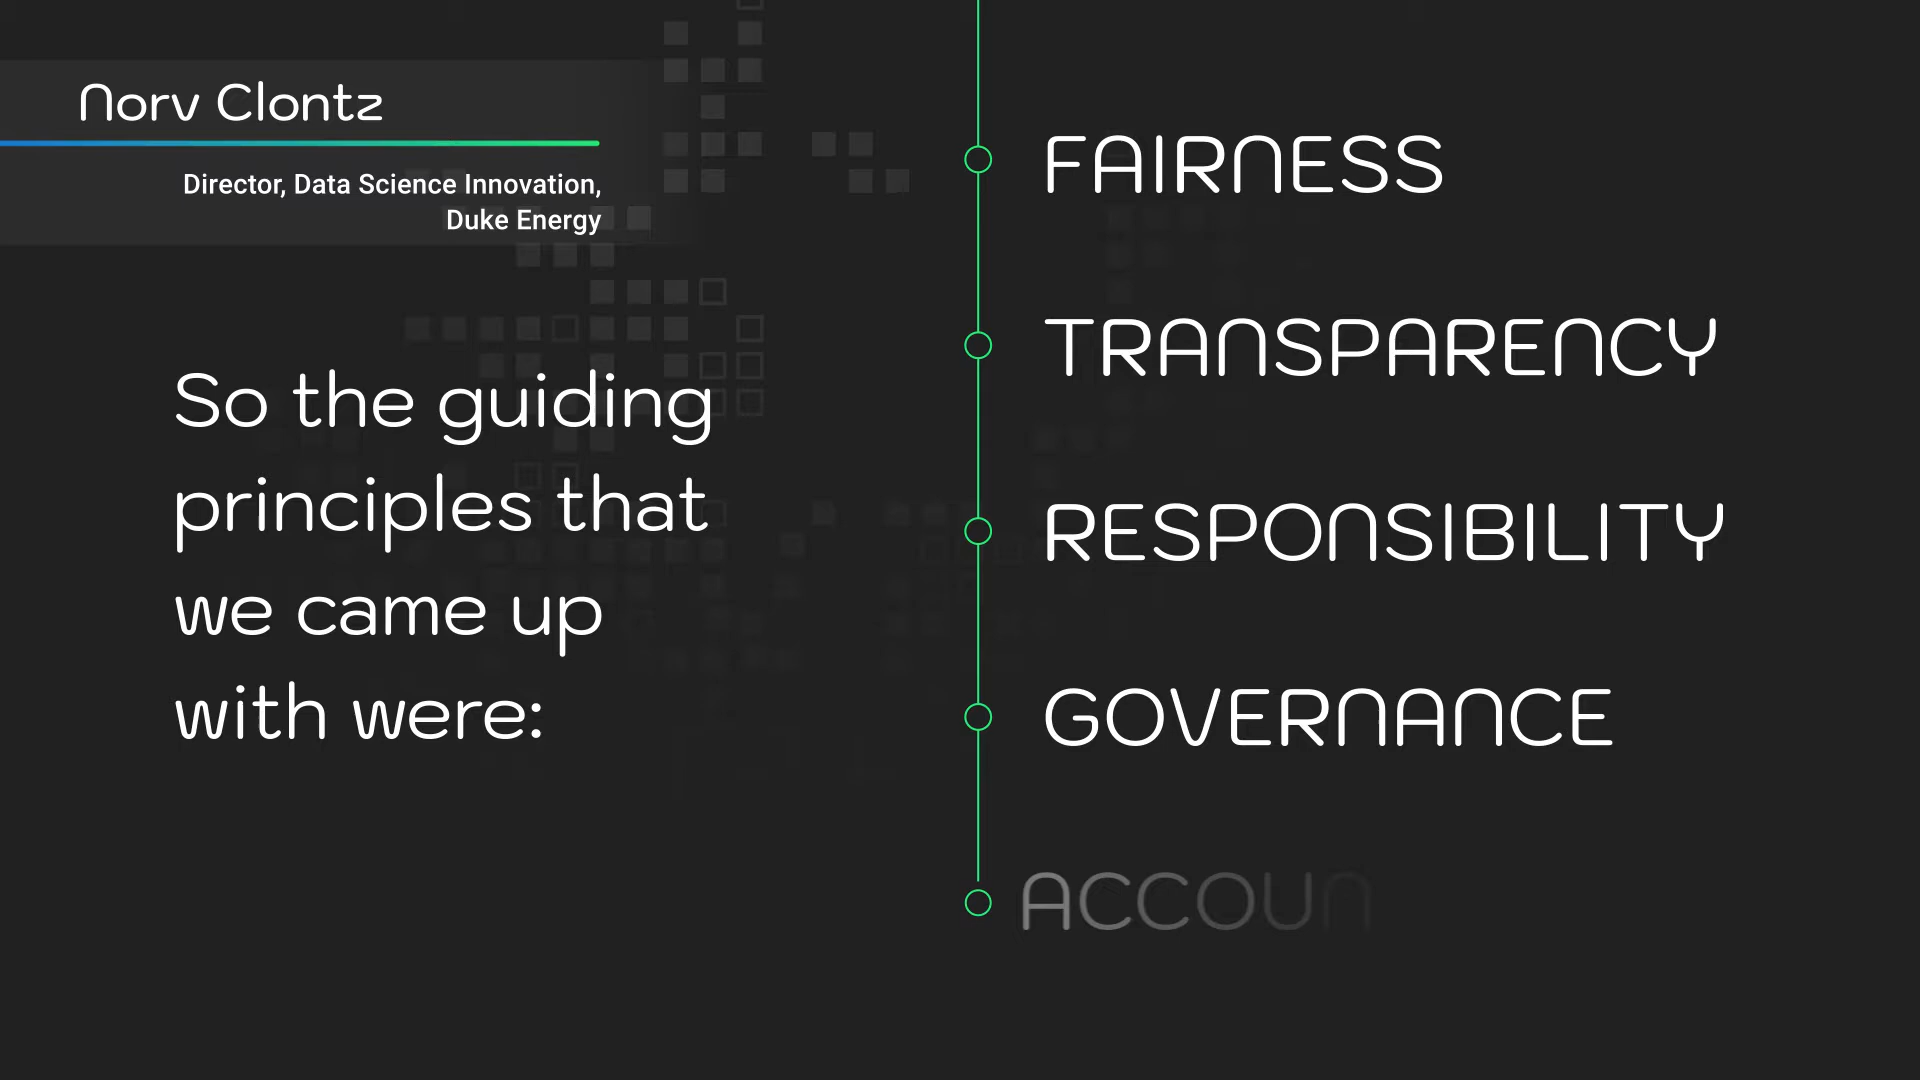 Norv Clontz
Director, Data Science Innovation,
Duke Energy
So the guiding
principles that
we came up
with were:
FAIRNESS
TRANSPARENCY
RESPONSIBILITY
GOVERNANCE
ACCOUN